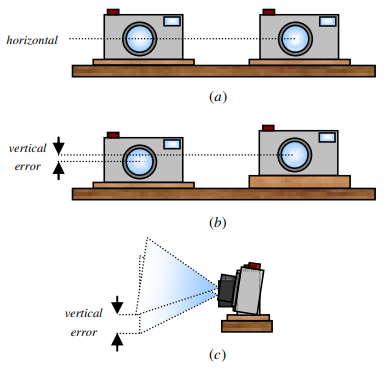 horizontal
(a)
vertical
error
(b)
vertical
error
(c)